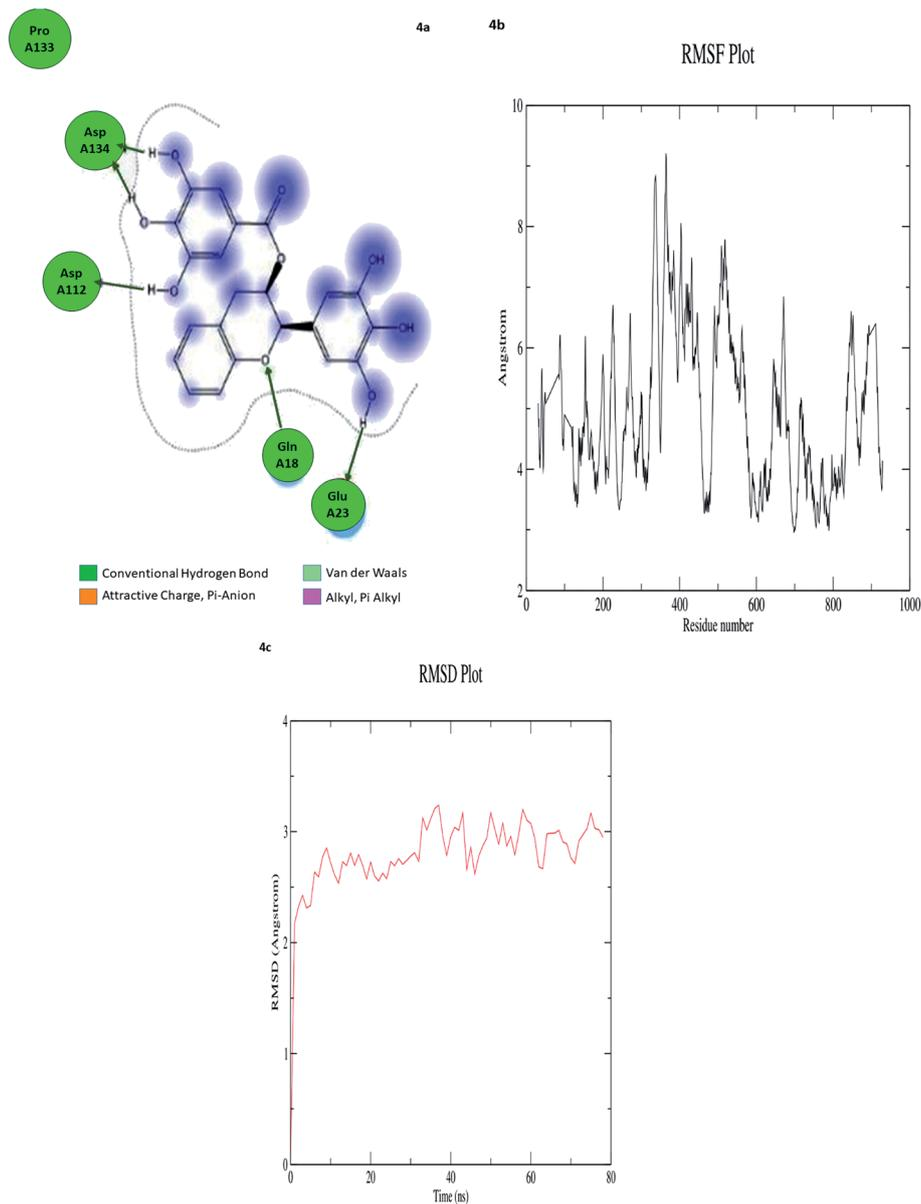 4a
Pro
A133
Asp
A134
H O
H
O
O
O
Asp
A112
H O
OH
OH
O
O
H
Gln
A18
Glu
A23
Conventional Hydrogen Bond
Van der Waals
Attractive Charge, Pi-Anion
Alkyl, Pi Alkyl
4b
RMSF Plot
10
8
6
4
2
Angstrom
0 200 400 600 800 1000
Residue number
4c
RMSD Plot
4
3
2
1
0
RMSD (Angstrom)
0 20 40 60 80
Time (ns)